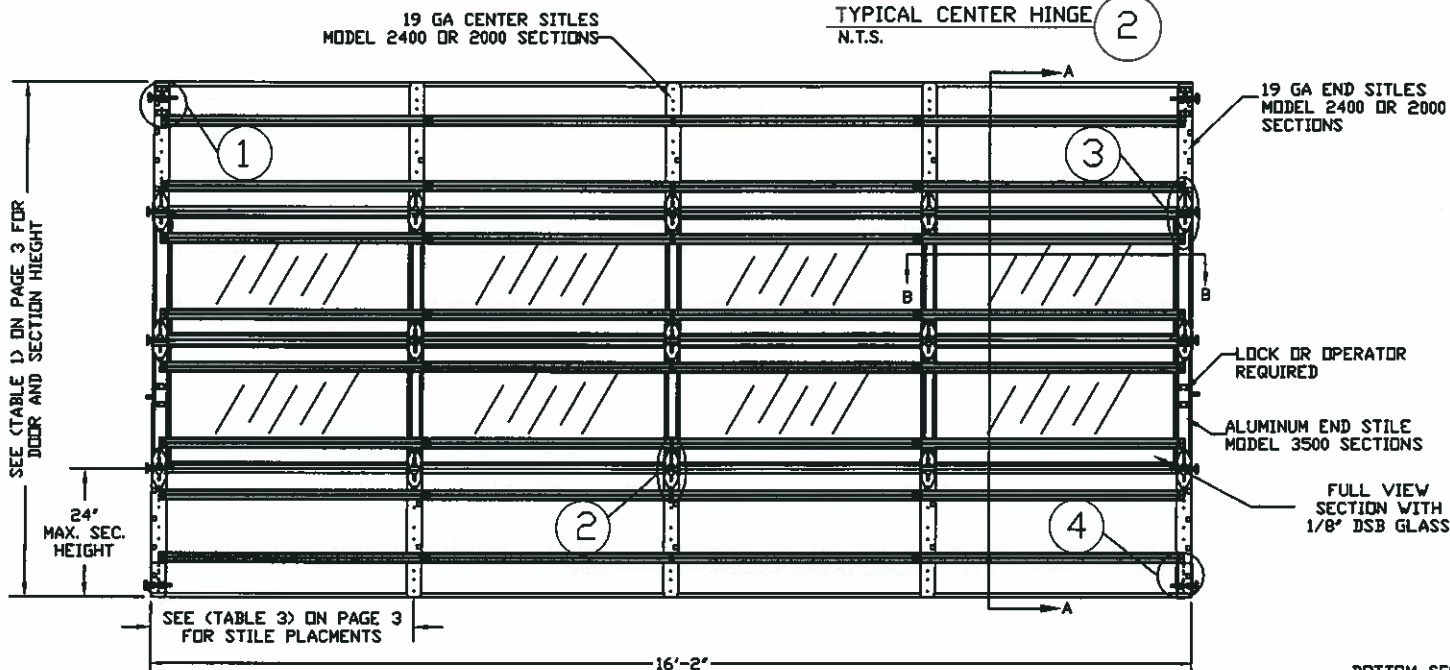 19 GA CENTER SITLES
MODEL 2400 OR 2000 SECTIONS
TYPICAL CENTER HINGE
N.T.S.
2
A
19 GA END SITLES
MODEL 2400 OR 2000
SECTIONS
1
3
SEE (TABLE 1) ON PAGE 3 FOR
DOOR AND SECTION HIEGHT
B
B
LOCK OR OPERATOR
REQUIRED
ALUMINUM END STILE
MODEL 3500 SECTIONS
24"
MAX. SEC.
HEIGHT
2
4
FULL VIEW
SECTION WITH
1/8" DSB GLASS
A
SEE (TABLE 3) ON PAGE 3
FOR STILE PLACMENTS
16'-2"